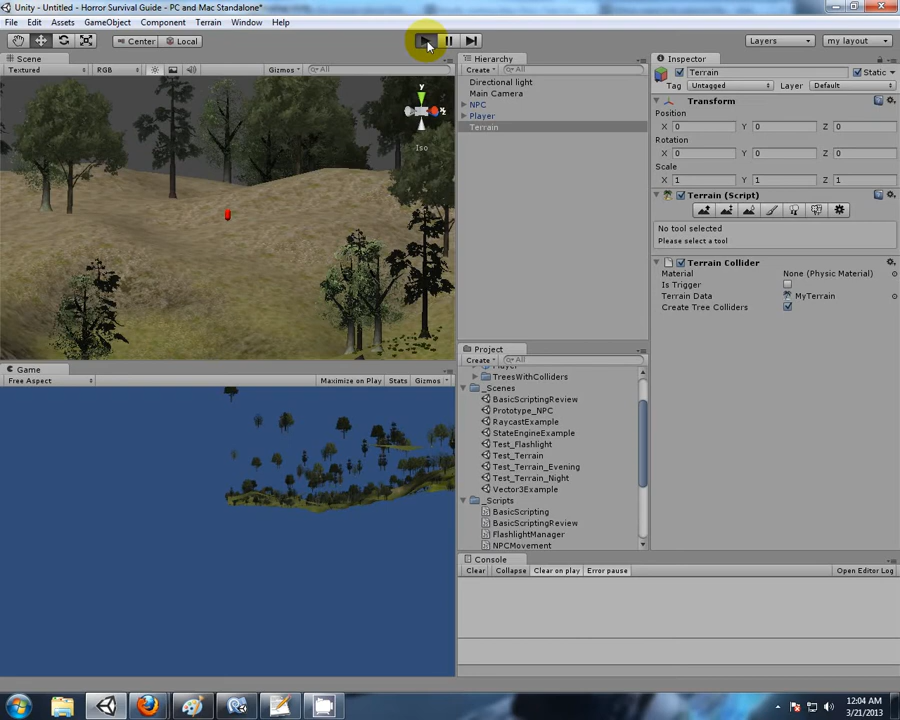 Unity - Untitled - Horror Survival Guide - PC and Mac Standalone*
File Edit Assets GameObject Component Terrain Window Help
Center Local Layers my layout
Scene
Textured RGB Gizmos All
y
z
Iso
Game
Free Aspect Maximize on Play Stats Gizmos
Hierarchy
Create All
Directional light
Main Camera
NPC
Player
Terrain
Project
Create All
Player
TreesWithColliders
_Scenes
BasicScriptingReview
Prototype_NPC
RaycastExample
StateEngineExample
Test_Flashlight
Test_Terrain
Test_Terrain_Evening
Test_Terrain_Night
Vector3Example
_Scripts
BasicScripting
BasicScriptingReview
FlashlightManager
NPCMovement
Console
Clear Collapse Clear on play Error pause Open Editor Log
Inspector
Terrain Static
Tag Untagged Layer Default
Transform
Position
X 0 Y 0 Z 0
Rotation
X 0 Y 0 Z 0
Scale
X 1 Y 1 Z 1
Terrain (Script)
No tool selected
Please select a tool
Terrain Collider
Material None (Physic Material)
Is Trigger
Terrain Data MyTerrain
Create Tree Colliders
12:04 AM
3/21/2013